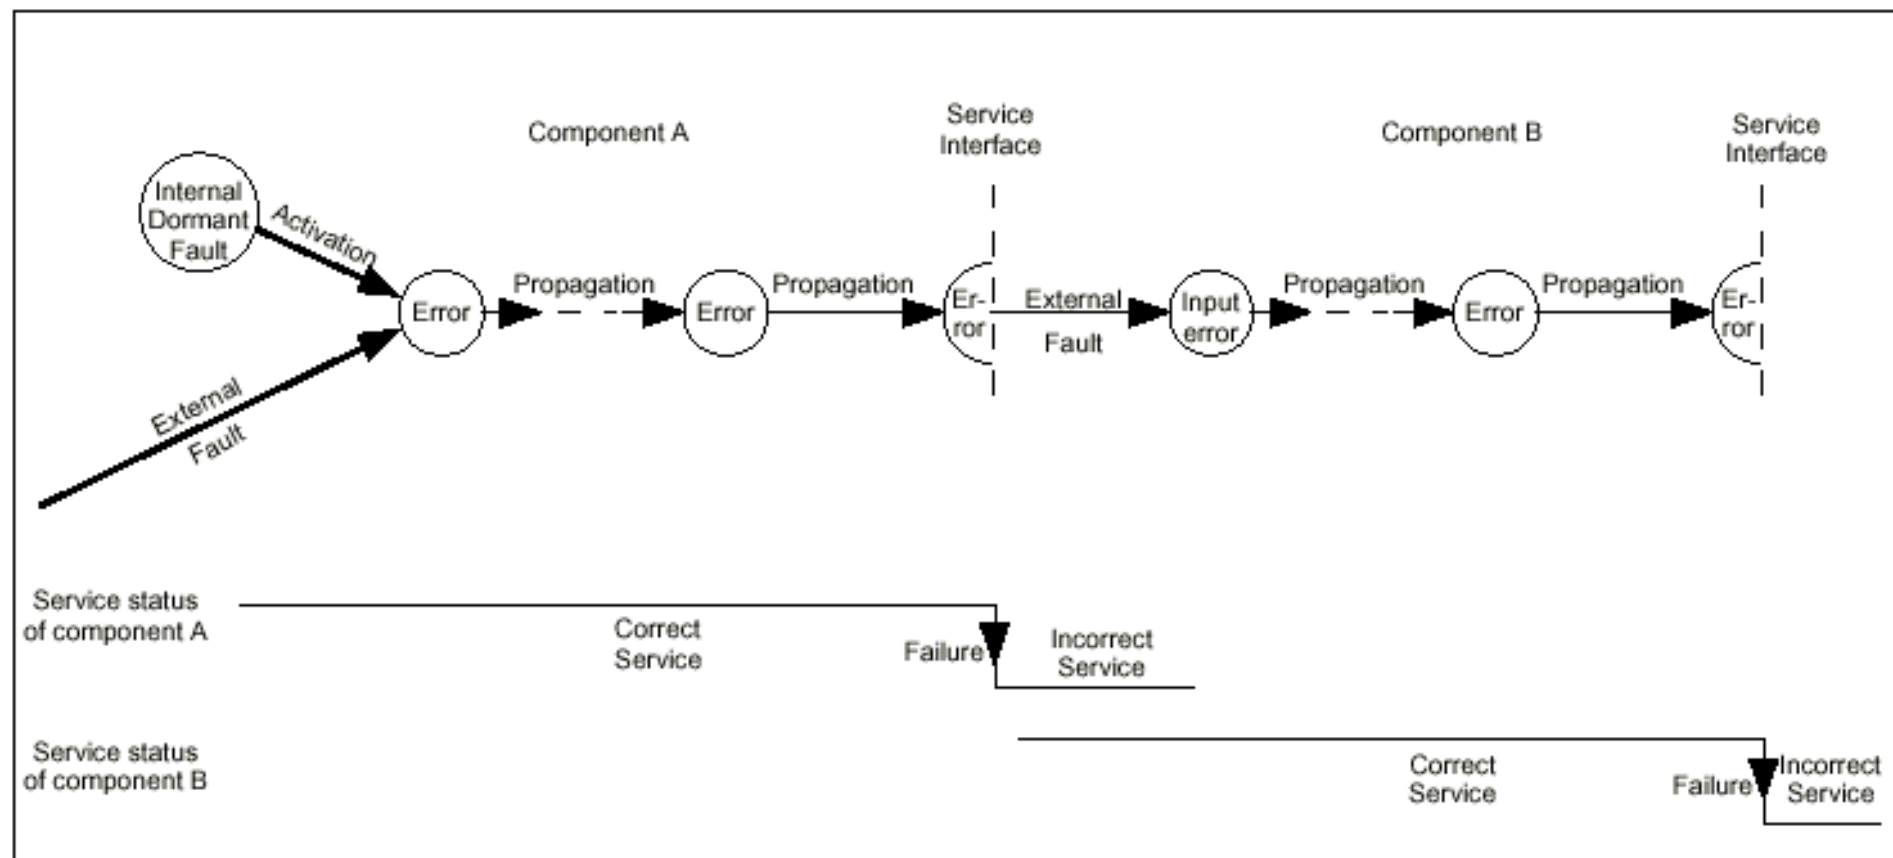 Component A
Service
Interface
Component B
Service
Interface
Internal
Dormant
Fault
Activation
Error
Propagation
Error
Propagation
Er-
ror
External
Fault
Input
error
Propagation
Error
Propagation
Er-
ror
External
Fault
Service status
of component A
Correct
Service
Failure
Incorrect
Service
Service status
of component B
Correct
Service
Failure
Incorrect
Service